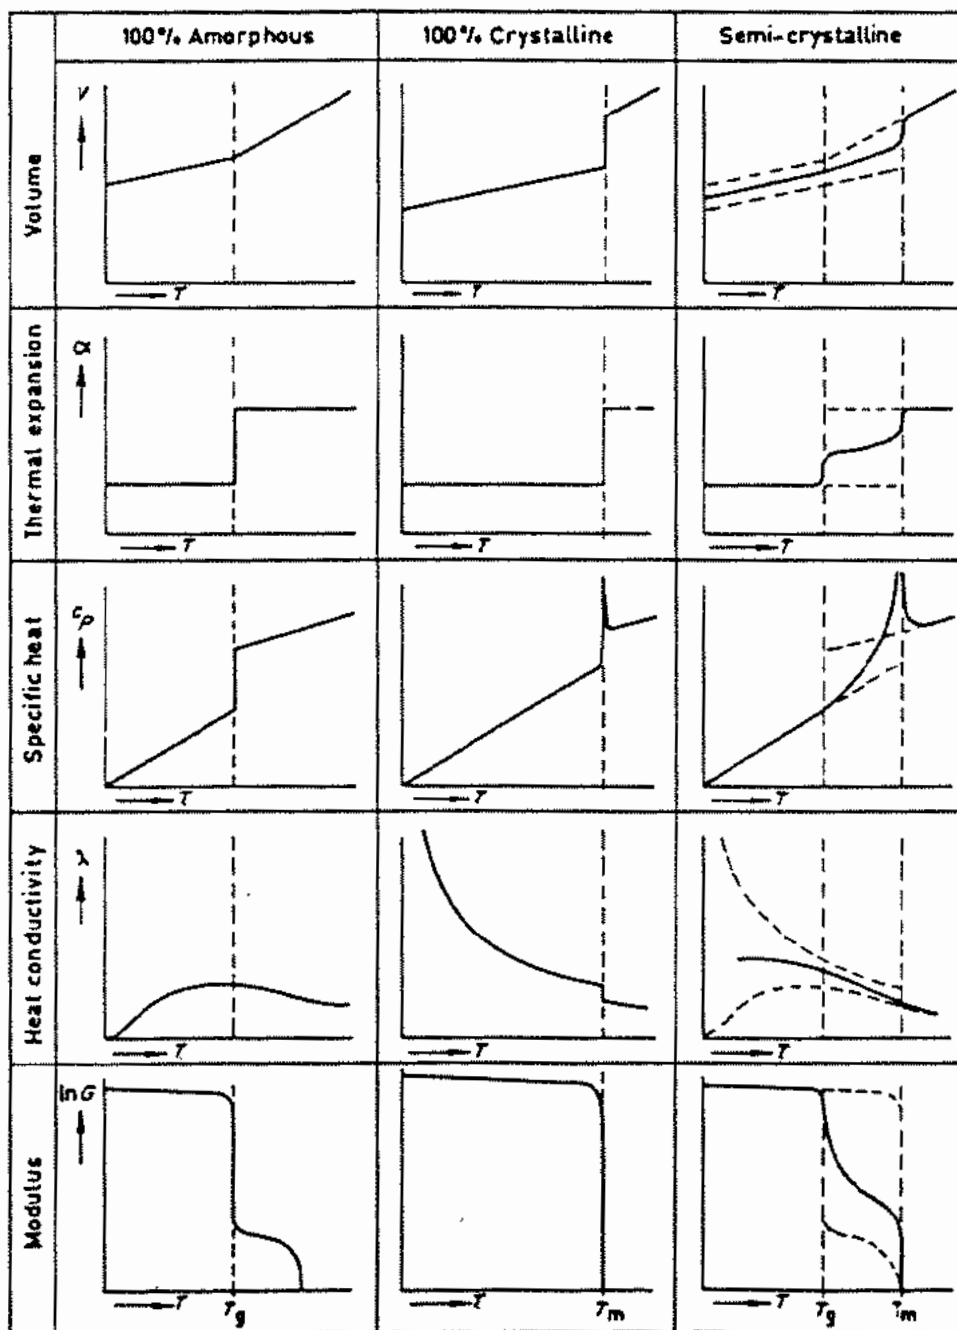 100% Amorphous 100% Crystalline Semi-crystalline
Volume
V
T T T
Thermal expansion
α
T T T
Specific heat
cp
T T T
Heat conductivity
λ
T T T
Modulus
ln G
T Tg T Tm T Tg Tm